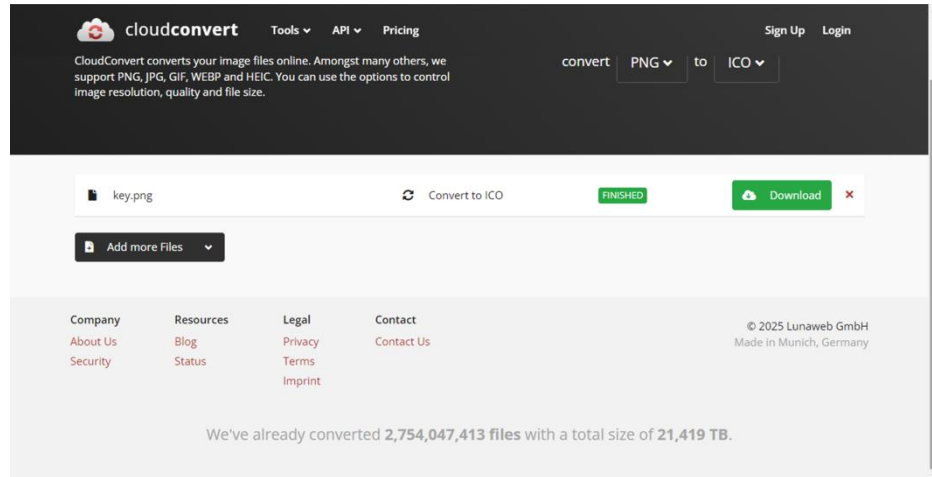 cloudconvert Tools API Pricing Sign Up Login
CloudConvert converts your image files online. Amongst many others, we
support PNG, JPG, GIF, WEBP and HEIC. You can use the options to control
image resolution, quality and file size.
convert PNG to ICO
key.png Convert to ICO FINISHED Download
Add more Files
Company Resources Legal Contact
About Us Blog Privacy Contact Us
Security Status Terms
Imprint
© 2025 Lunaweb GmbH
Made in Munich, Germany
We've already converted 2,754,047,413 files with a total size of 21,419 TB.